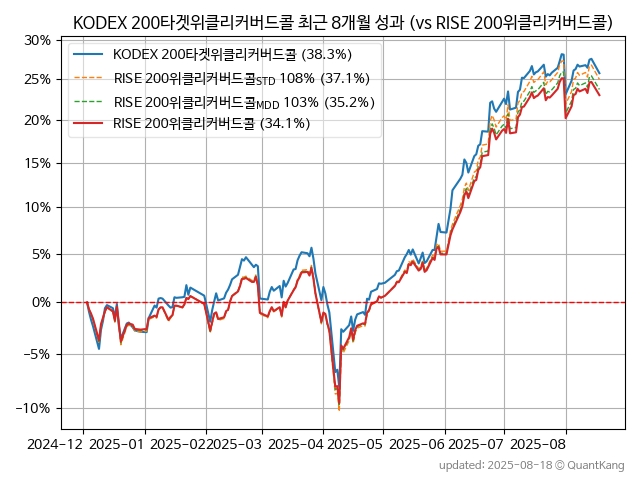 KODEX 200타겟위클리커버드콜 최근 8개월 성과 (vs RISE 200위클리커버드콜)
KODEX 200타겟위클리커버드콜 (38.3%)
RISE 200위클리커버드콜STD 108% (37.1%)
RISE 200위클리커버드콜MDD 103% (35.2%)
RISE 200위클리커버드콜 (34.1%)
30%
25%
20%
15%
10%
5%
0%
−5%
−10%
2024-12 2025-01 2025-02 2025-03 2025-04 2025-05 2025-06 2025-07 2025-08
updated: 2025-08-18 © QuantKang